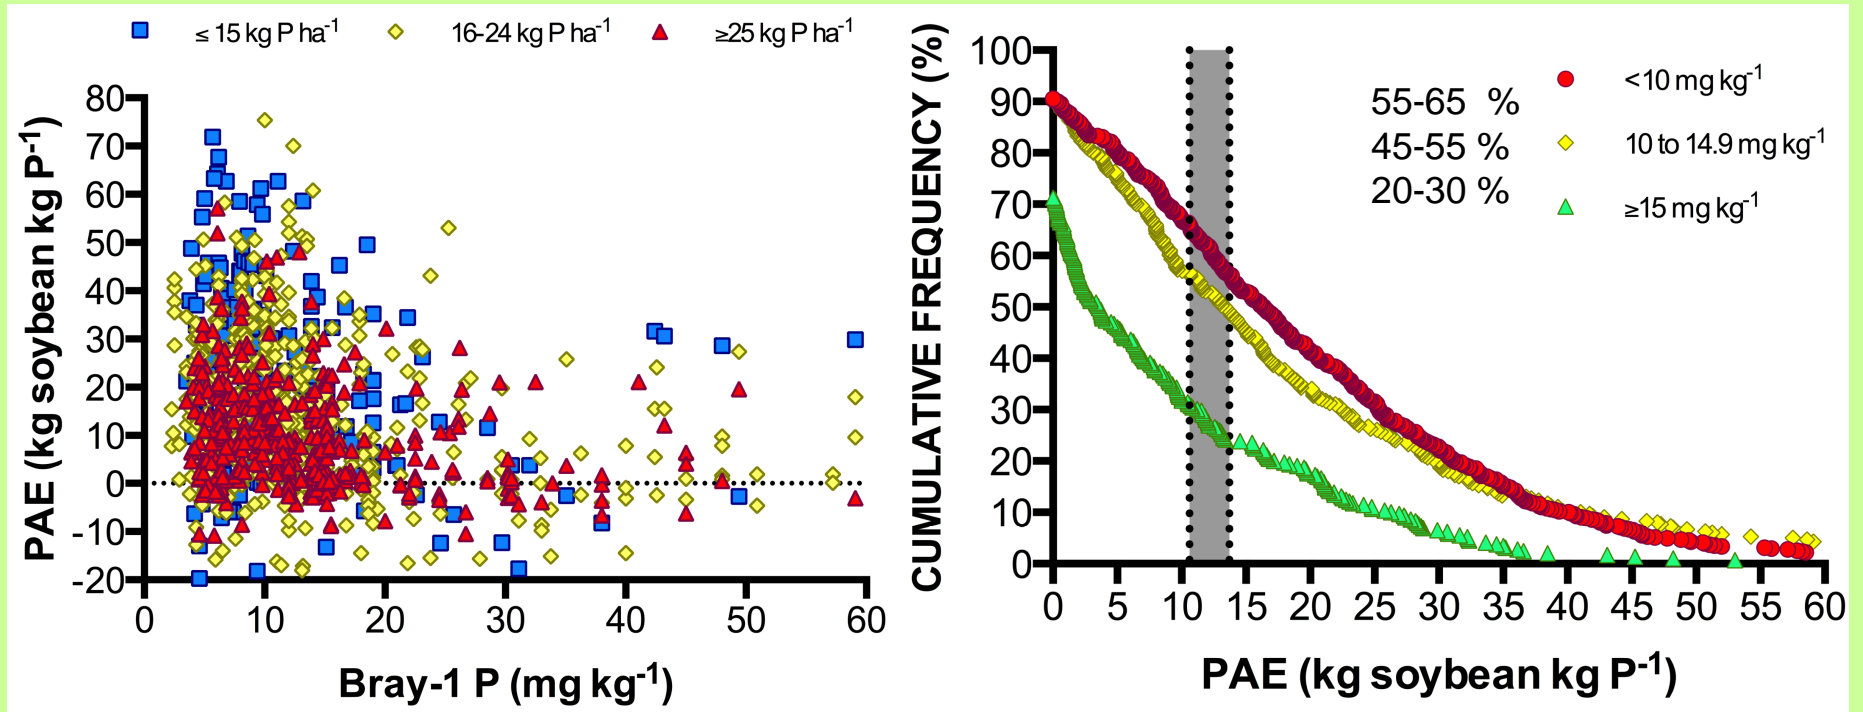 ≤ 15 kg P ha-1 16-24 kg P ha-1 ≥25 kg P ha-1
PAE (kg soybean kg P-1)
80
70
60
50
40
30
20
10
0
-10
-20
0 10 20 30 40 50 60
Bray-1 P (mg kg-1)
CUMULATIVE FREQUENCY (%)
100
90
80
70
60
50
40
30
20
10
0
55-65 % <10 mg kg-1
45-55 % 10 to 14.9 mg kg-1
20-30 % ≥15 mg kg-1
0 5 10 15 20 25 30 35 40 45 50 55 60
PAE (kg soybean kg P-1)